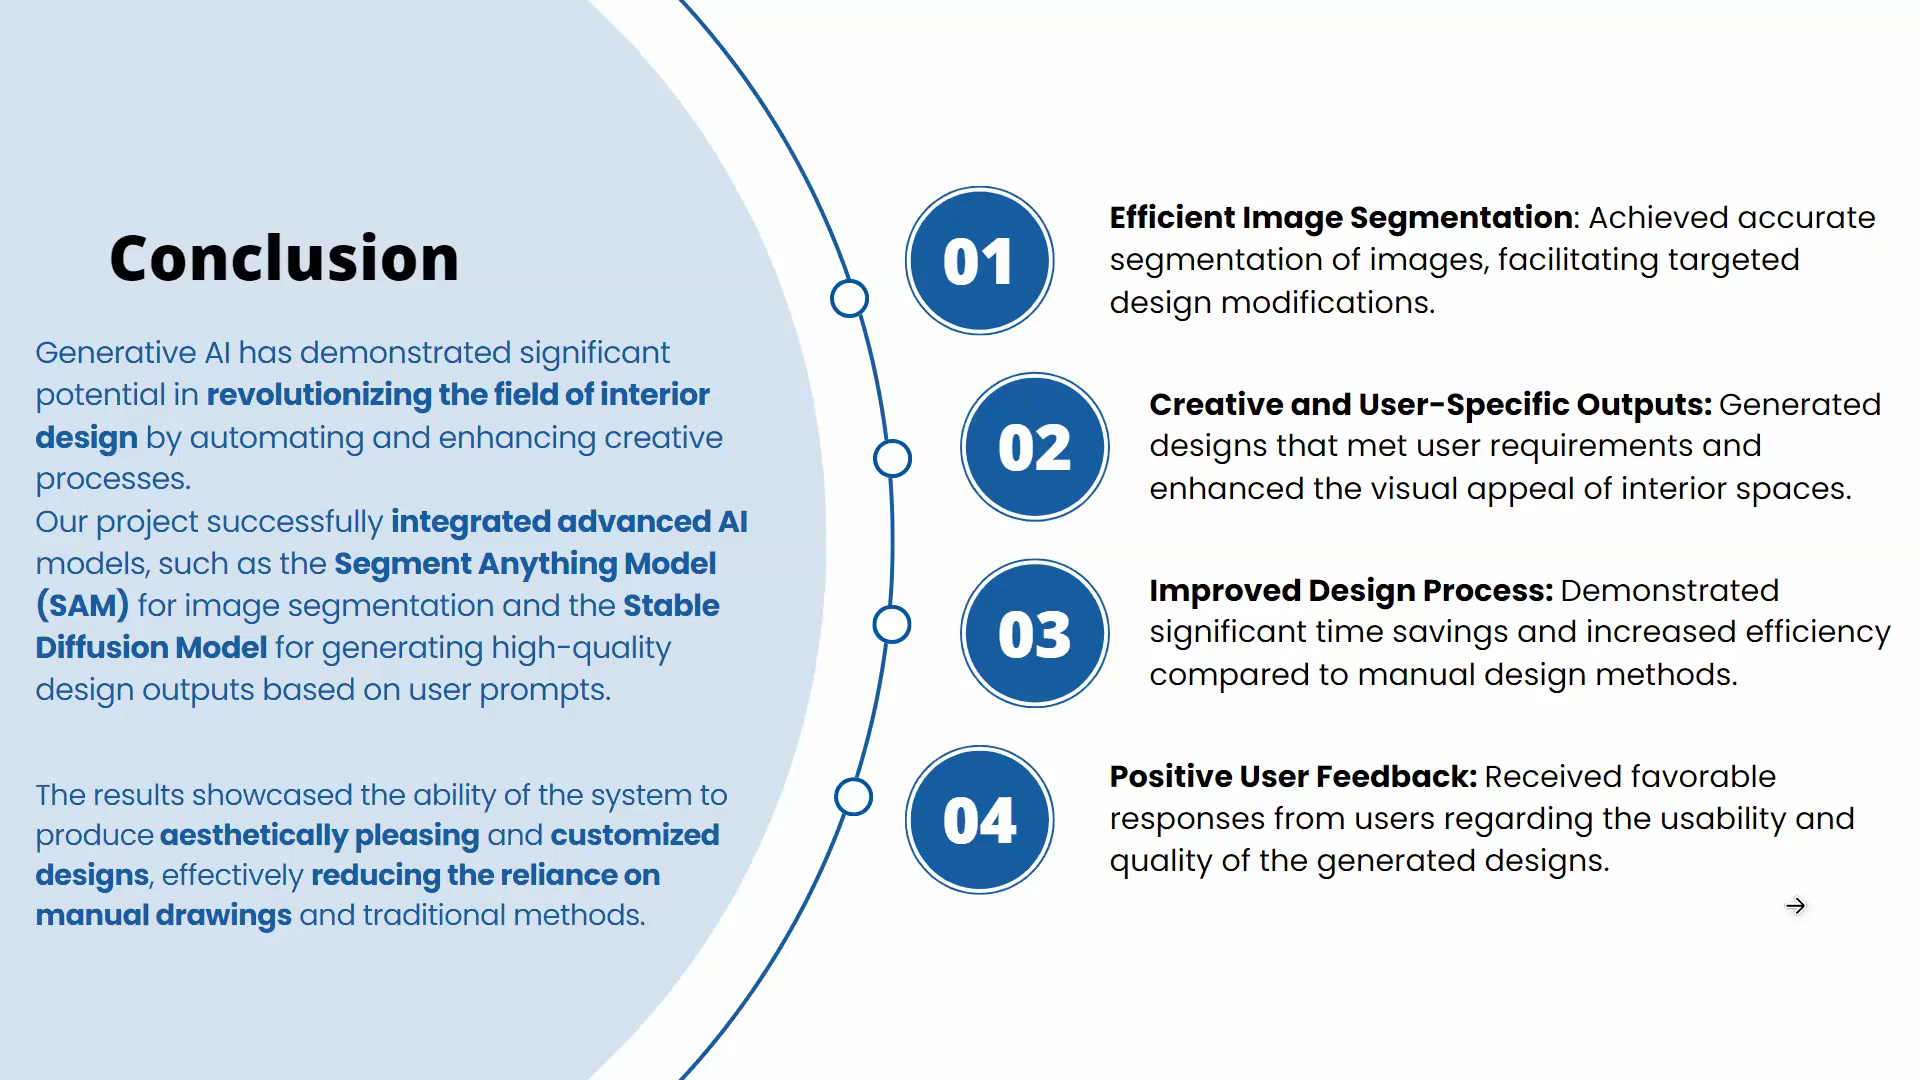 Conclusion
Generative AI has demonstrated significant
potential in revolutionizing the field of interior
design by automating and enhancing creative
processes.
Our project successfully integrated advanced AI
models, such as the Segment Anything Model
(SAM) for image segmentation and the Stable
Diffusion Model for generating high-quality
design outputs based on user prompts.
The results showcased the ability of the system to
produce aesthetically pleasing and customized
designs, effectively reducing the reliance on
manual drawings and traditional methods.
01
Efficient Image Segmentation: Achieved accurate
segmentation of images, facilitating targeted
design modifications.
02
Creative and User-Specific Outputs: Generated
designs that met user requirements and
enhanced the visual appeal of interior spaces.
03
Improved Design Process: Demonstrated
significant time savings and increased efficiency
compared to manual design methods.
04
Positive User Feedback: Received favorable
responses from users regarding the usability and
quality of the generated designs.